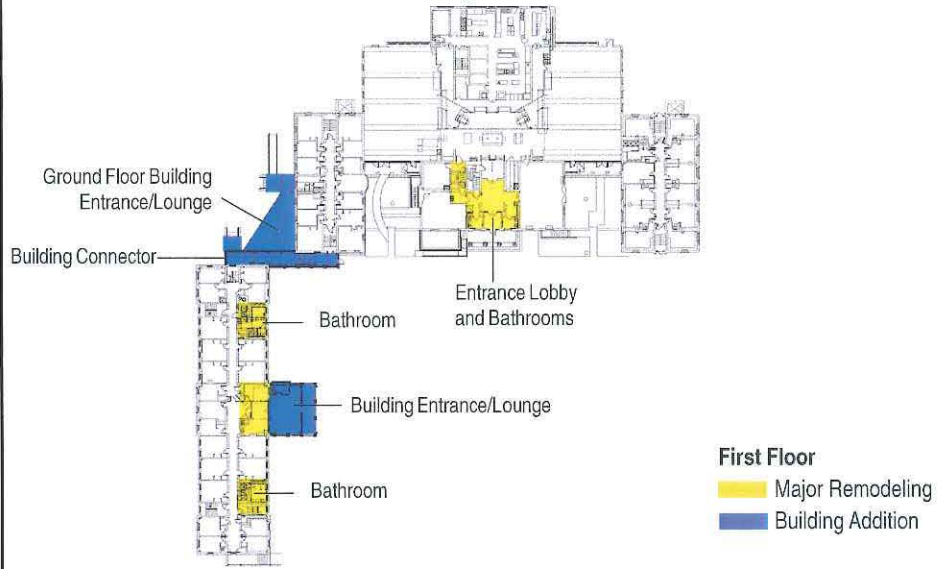 Ground Floor Building
Entrance/Lounge
Building Connector
Entrance Lobby
and Bathrooms
Bathroom
Building Entrance/Lounge
Bathroom
First Floor
Major Remodeling
Building Addition